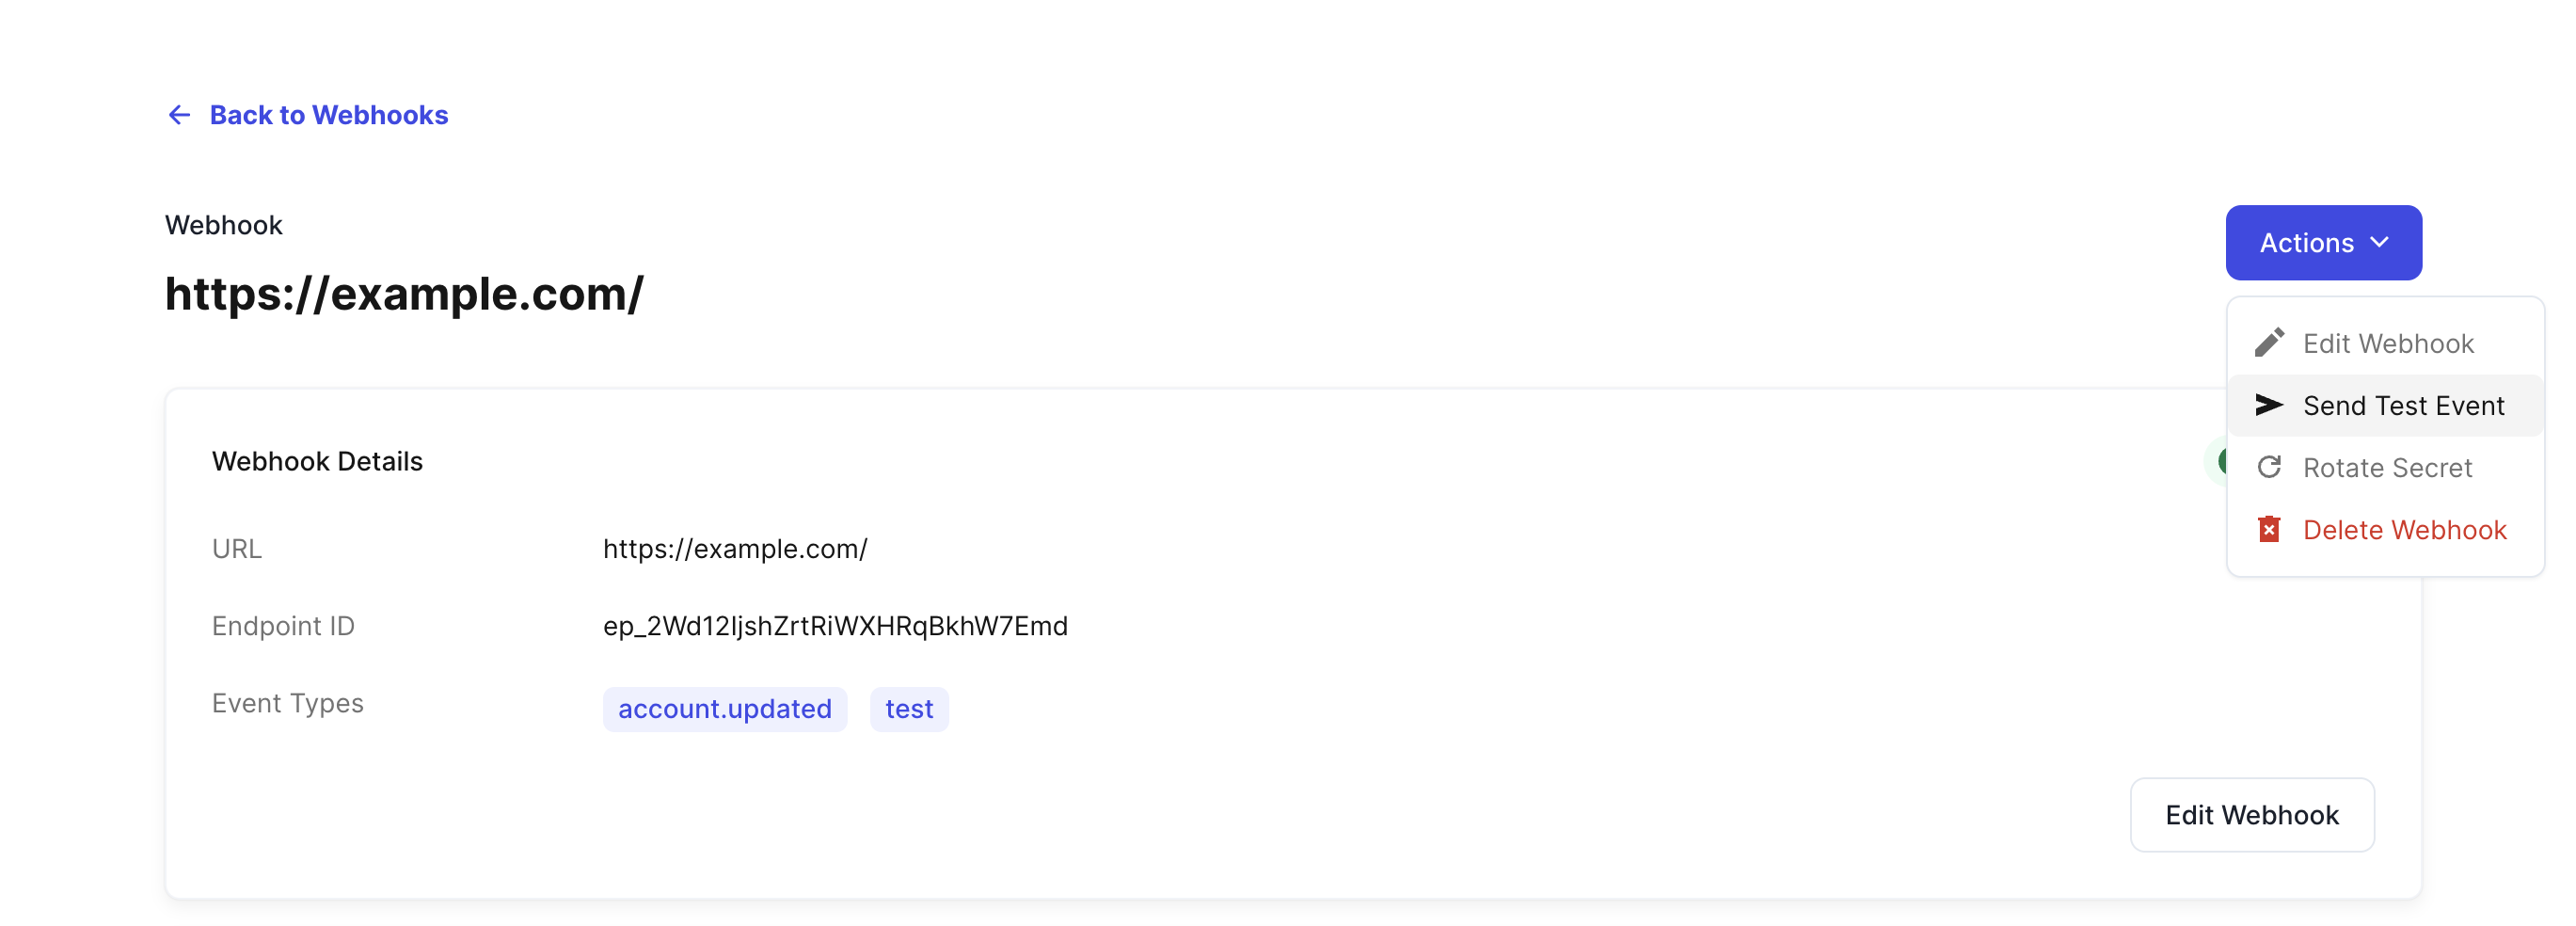 Back to Webhooks
Webhook
https://example.com/
Actions
Edit Webhook
Send Test Event
Rotate Secret
Delete Webhook
Webhook Details
URL https://example.com/
Endpoint ID ep_2Wd12ljshZrtRiWXHRqBkhW7Emd
Event Types account.updated test
Edit Webhook